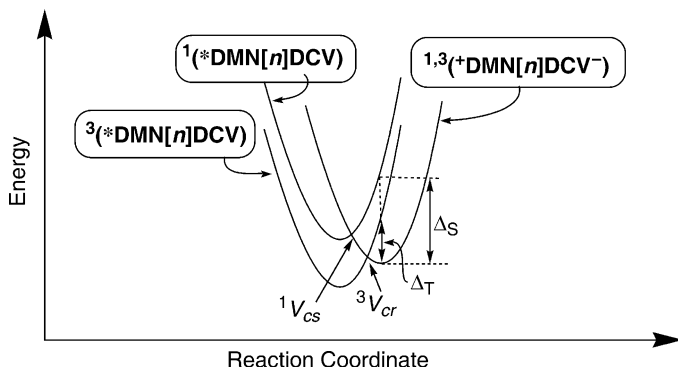 ¹(*DMN[n]DCV)
¹,³(⁺DMN[n]DCV⁻)
³(*DMN[n]DCV)
Energy
Δ_S
Δ_T
¹V_cs
³V_cr
Reaction Coordinate